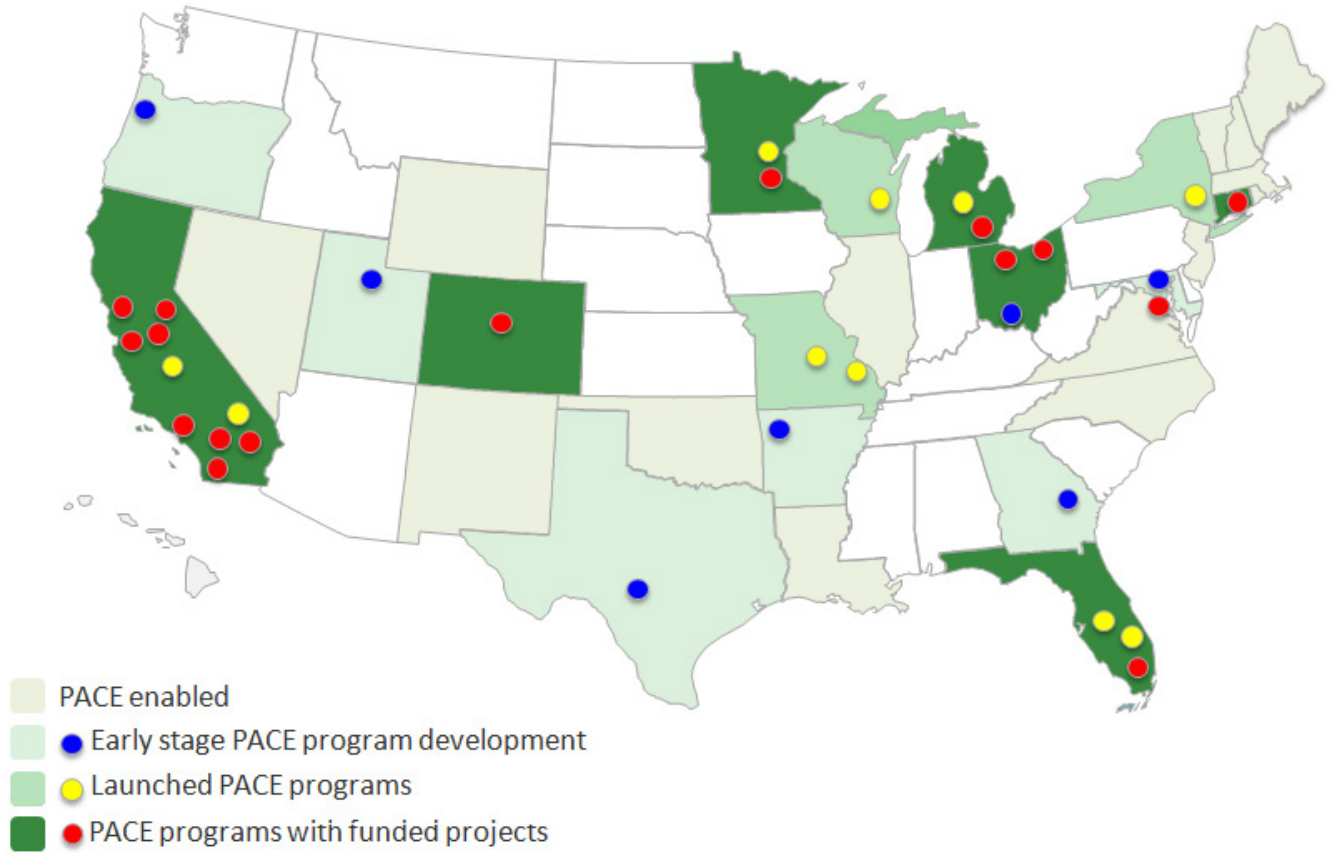 PACE enabled
Early stage PACE program development
Launched PACE programs
PACE programs with funded projects